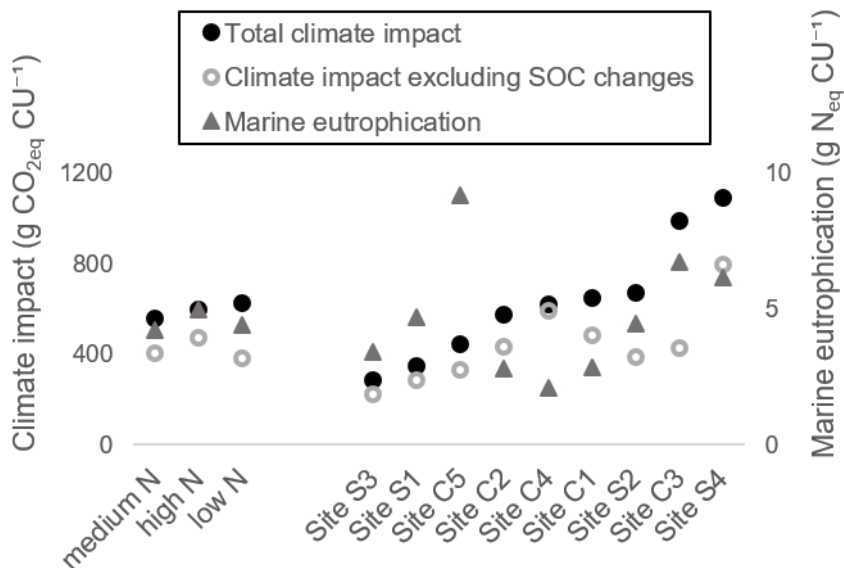 Total climate impact
Climate impact excluding SOC changes
Marine eutrophication
Climate impact (g CO₂eq CU⁻¹)
1200
800
400
0
10
5
0
Marine eutrophication (g Neq CU⁻¹)
medium N
high N
low N
Site S3
Site S1
Site C5
Site C2
Site C4
Site C1
Site S2
Site C3
Site S4